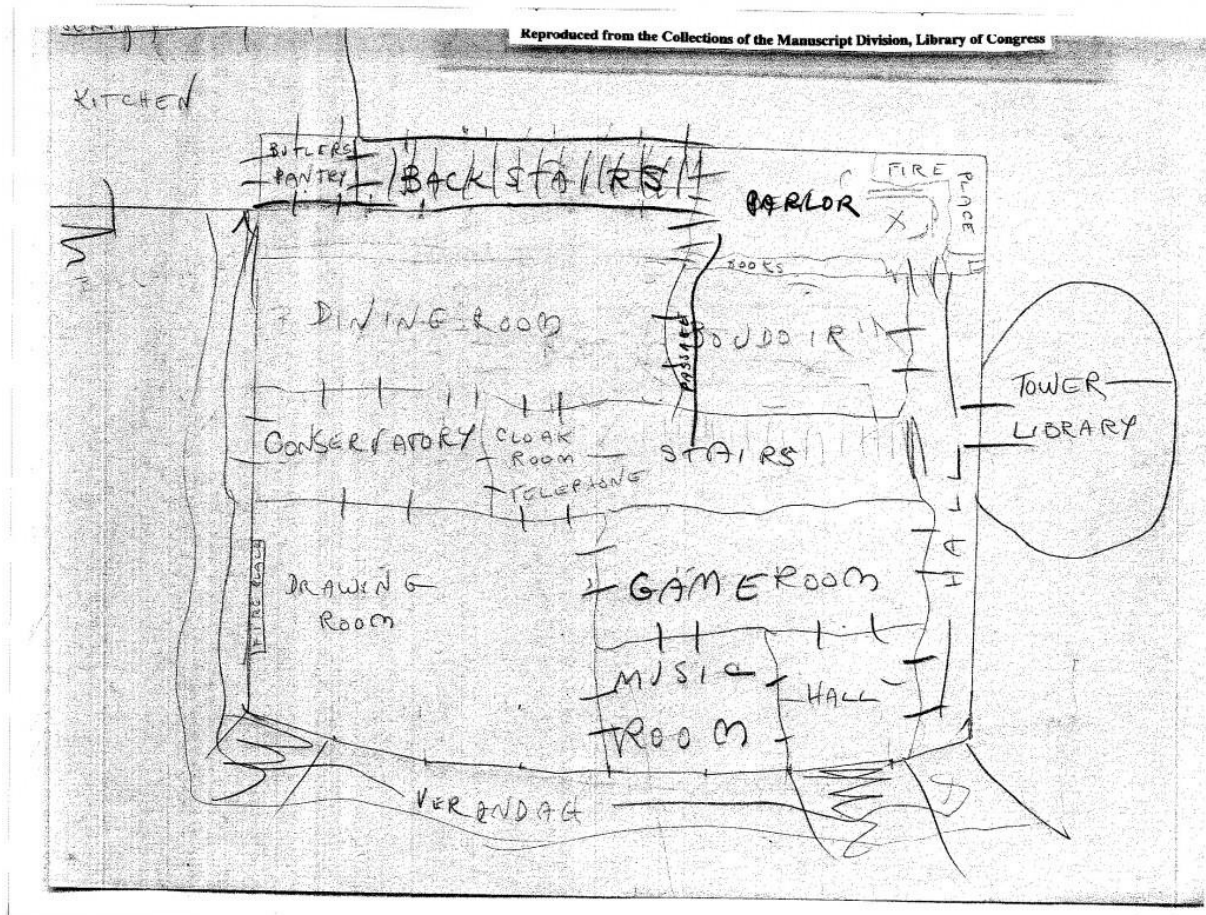 Reproduced from the Collections of the Manuscript Division, Library of Congress
KITCHEN
BUTLERS
PANTRY
BACK STAIRS
PARLOR
FIRE
PLACE
X
BOOKS
DINING ROOM
PASSAGE
BOUDOIR
TOWER
LIBRARY
CONSERVATORY
CLOAK
ROOM
TELEPHONE
STAIRS
HALL
FIRE PLACE
DRAWING
ROOM
GAME ROOM
MUSIC
ROOM
HALL
VERANDAH